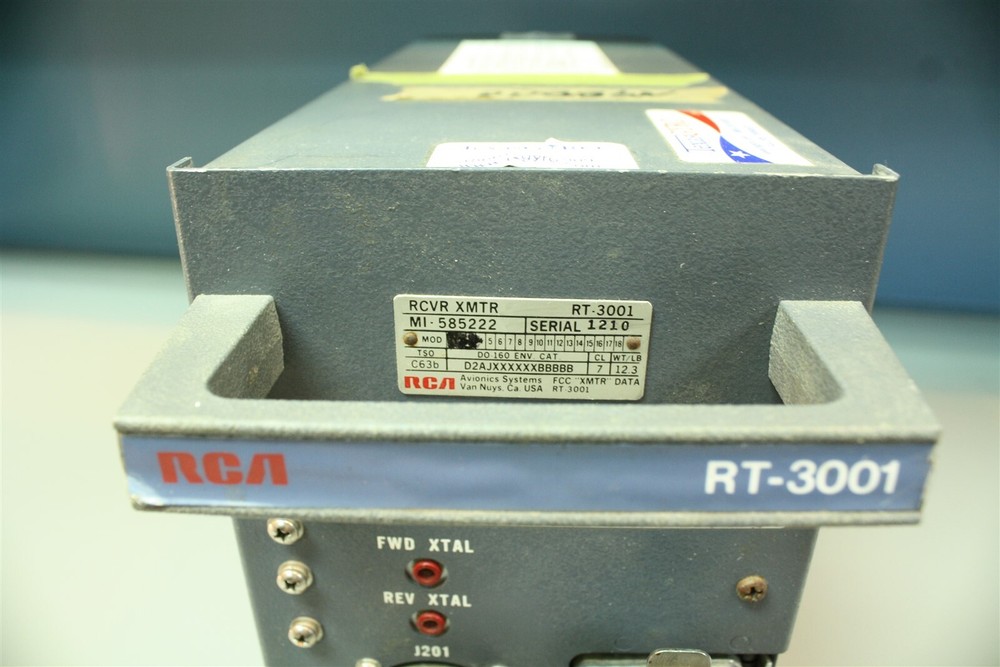 RCVR XMTR RT-3001
MI-585222 SERIAL 1210
MOD 5 6 7 8 9 10 11 12 13 14 15 16 17 18
TSO DO 160 ENV CAT CL WT/LB
C63b D2AJXXXXXXBBBBB 7 12.3
RCA Avionics Systems FCC "XMTR" DATA
Van Nuys, Ca. USA RT 3001
RCA RT-3001
FWD XTAL
REV XTAL
J201